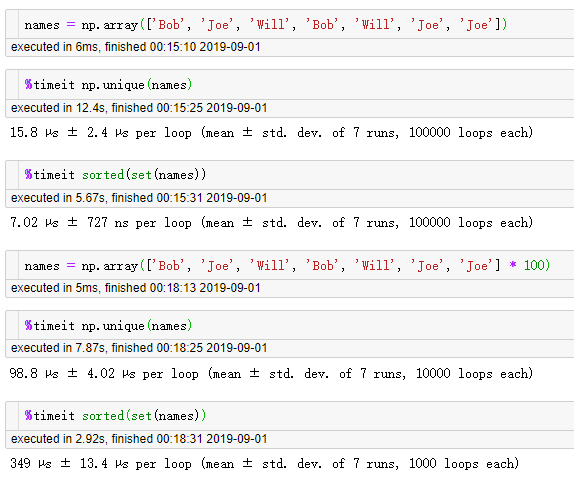 names = np.array(['Bob', 'Joe', 'Will', 'Bob', 'Will', 'Joe', 'Joe'])
executed in 6ms, finished 00:15:10 2019-09-01
%timeit np.unique(names)
executed in 12.4s, finished 00:15:25 2019-09-01
15.8 µs ± 2.4 µs per loop (mean ± std. dev. of 7 runs, 100000 loops each)
%timeit sorted(set(names))
executed in 5.67s, finished 00:15:31 2019-09-01
7.02 µs ± 727 ns per loop (mean ± std. dev. of 7 runs, 100000 loops each)
names = np.array(['Bob', 'Joe', 'Will', 'Bob', 'Will', 'Joe', 'Joe'] * 100)
executed in 5ms, finished 00:18:13 2019-09-01
%timeit np.unique(names)
executed in 7.87s, finished 00:18:25 2019-09-01
98.8 µs ± 4.02 µs per loop (mean ± std. dev. of 7 runs, 10000 loops each)
%timeit sorted(set(names))
executed in 2.92s, finished 00:18:31 2019-09-01
349 µs ± 13.4 µs per loop (mean ± std. dev. of 7 runs, 1000 loops each)